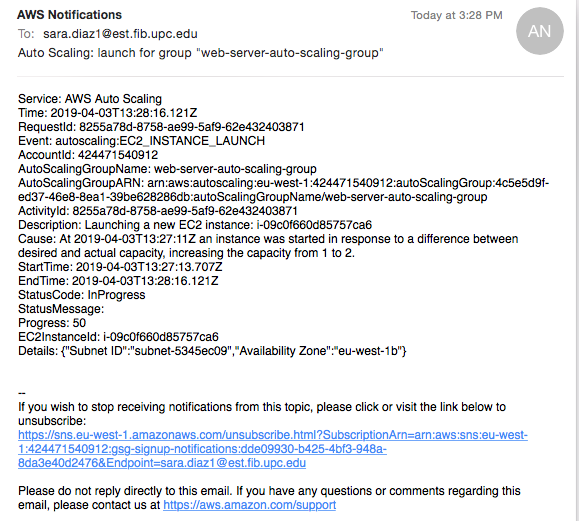 AWS Notifications
Today at 3:28 PM
AN
To: sara.diaz1@est.fib.upc.edu
Auto Scaling: launch for group "web-server-auto-scaling-group"
Service: AWS Auto Scaling
Time: 2019-04-03T13:28:16.121Z
RequestId: 8255a78d-8758-ae99-5af9-62e432403871
Event: autoscaling:EC2_INSTANCE_LAUNCH
AccountId: 424471540912
AutoScalingGroupName: web-server-auto-scaling-group
AutoScalingGroupARN: arn:aws:autoscaling:eu-west-1:424471540912:autoScalingGroup:4c5e5d9f-
ed37-46e8-8ea1-39be628286db:autoScalingGroupName/web-server-auto-scaling-group
ActivityId: 8255a78d-8758-ae99-5af9-62e432403871
Description: Launching a new EC2 instance: i-09c0f660d85757ca6
Cause: At 2019-04-03T13:27:11Z an instance was started in response to a difference between
desired and actual capacity, increasing the capacity from 1 to 2.
StartTime: 2019-04-03T13:27:13.707Z
EndTime: 2019-04-03T13:28:16.121Z
StatusCode: InProgress
StatusMessage:
Progress: 50
EC2InstanceId: i-09c0f660d85757ca6
Details: {"Subnet ID":"subnet-5345ec09","Availability Zone":"eu-west-1b"}
--
If you wish to stop receiving notifications from this topic, please click or visit the link below to
unsubscribe:
https://sns.eu-west-1.amazonaws.com/unsubscribe.html?SubscriptionArn=arn:aws:sns:eu-west-
1:424471540912:gsg-signup-notifications:dde09930-b425-4bf3-948a-
8da3e40d2476&Endpoint=sara.diaz1@est.fib.upc.edu
Please do not reply directly to this email. If you have any questions or comments regarding this
email, please contact us at https://aws.amazon.com/support